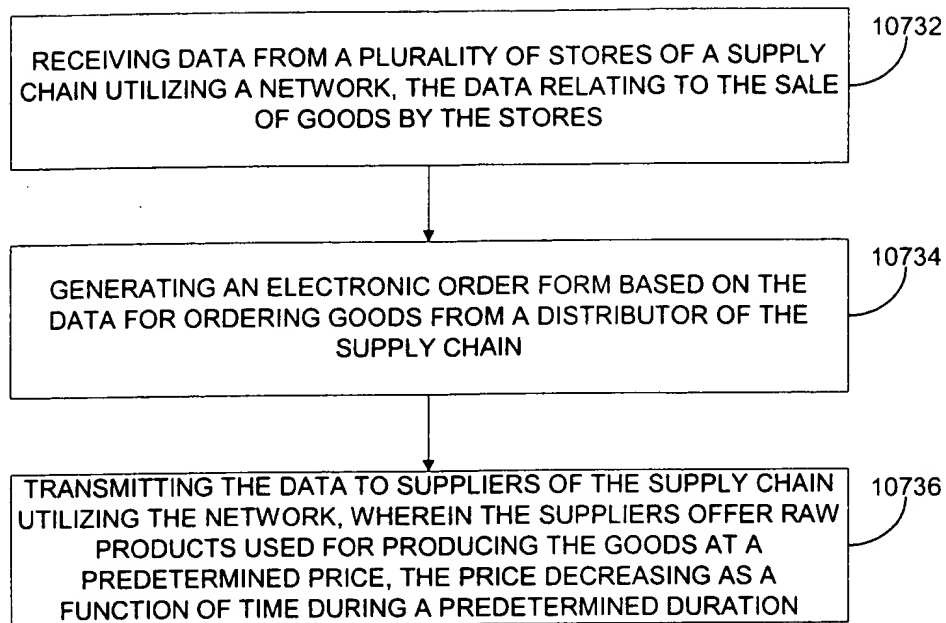 RECEIVING DATA FROM A PLURALITY OF STORES OF A SUPPLY
CHAIN UTILIZING A NETWORK, THE DATA RELATING TO THE SALE
OF GOODS BY THE STORES
10732
GENERATING AN ELECTRONIC ORDER FORM BASED ON THE
DATA FOR ORDERING GOODS FROM A DISTRIBUTOR OF THE
SUPPLY CHAIN
10734
TRANSMITTING THE DATA TO SUPPLIERS OF THE SUPPLY CHAIN
UTILIZING THE NETWORK, WHEREIN THE SUPPLIERS OFFER RAW
PRODUCTS USED FOR PRODUCING THE GOODS AT A
PREDETERMINED PRICE, THE PRICE DECREASING AS A
FUNCTION OF TIME DURING A PREDETERMINED DURATION
10736